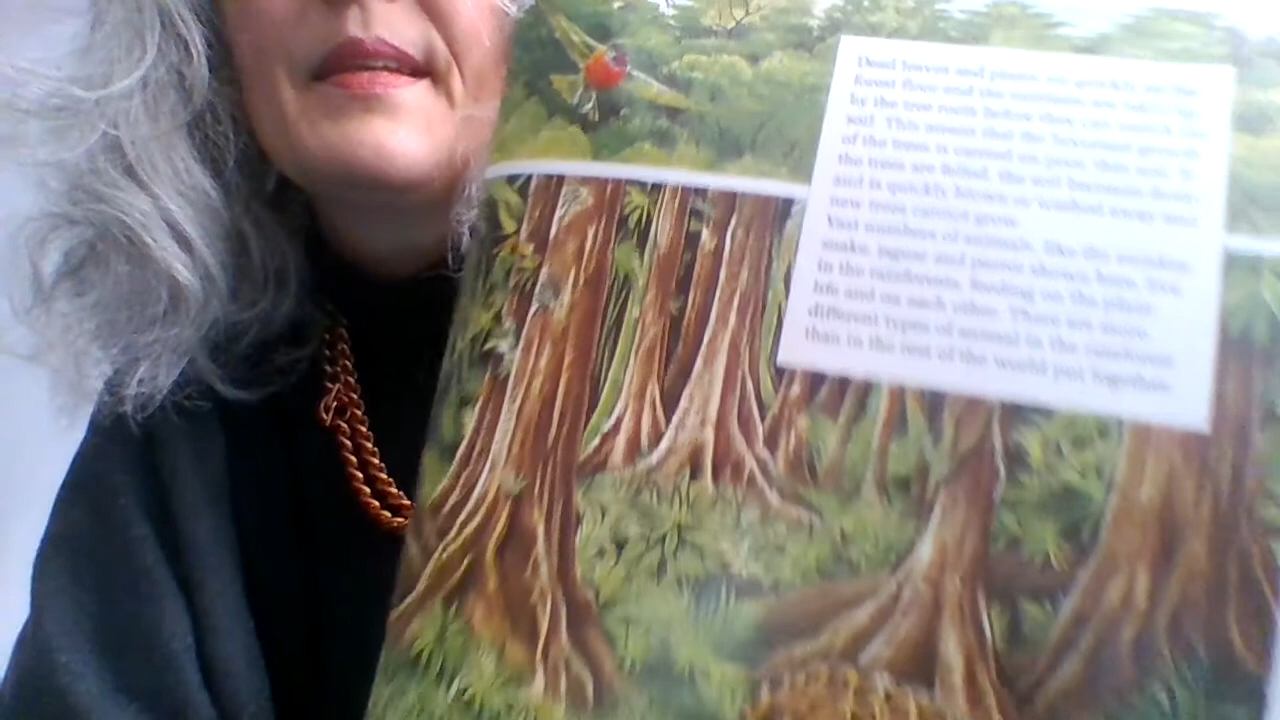 Dead leaves and plants rot quickly on the
forest floor and the nutrients are taken up
by the tree roots before they can enrich the
soil. This means that the luxuriant growth
of the trees is carried on poor, thin soil. If
the trees are felled, the soil becomes dusty
and is quickly blown or washed away and
new trees cannot grow.
Vast numbers of animals, like the
snake, jaguar and parrot shown here, live
in the rainforests, feeding on the plant
life and on each other. There are more
different types of animal in the rainforest
than in the rest of the world put together.